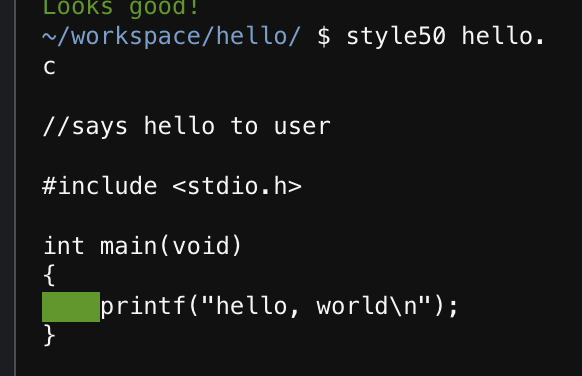 Looks good!
~/workspace/hello/ $ style50 hello.
c
//says hello to user
#include <stdio.h>
int main(void)
{
printf("hello, world\n");
}